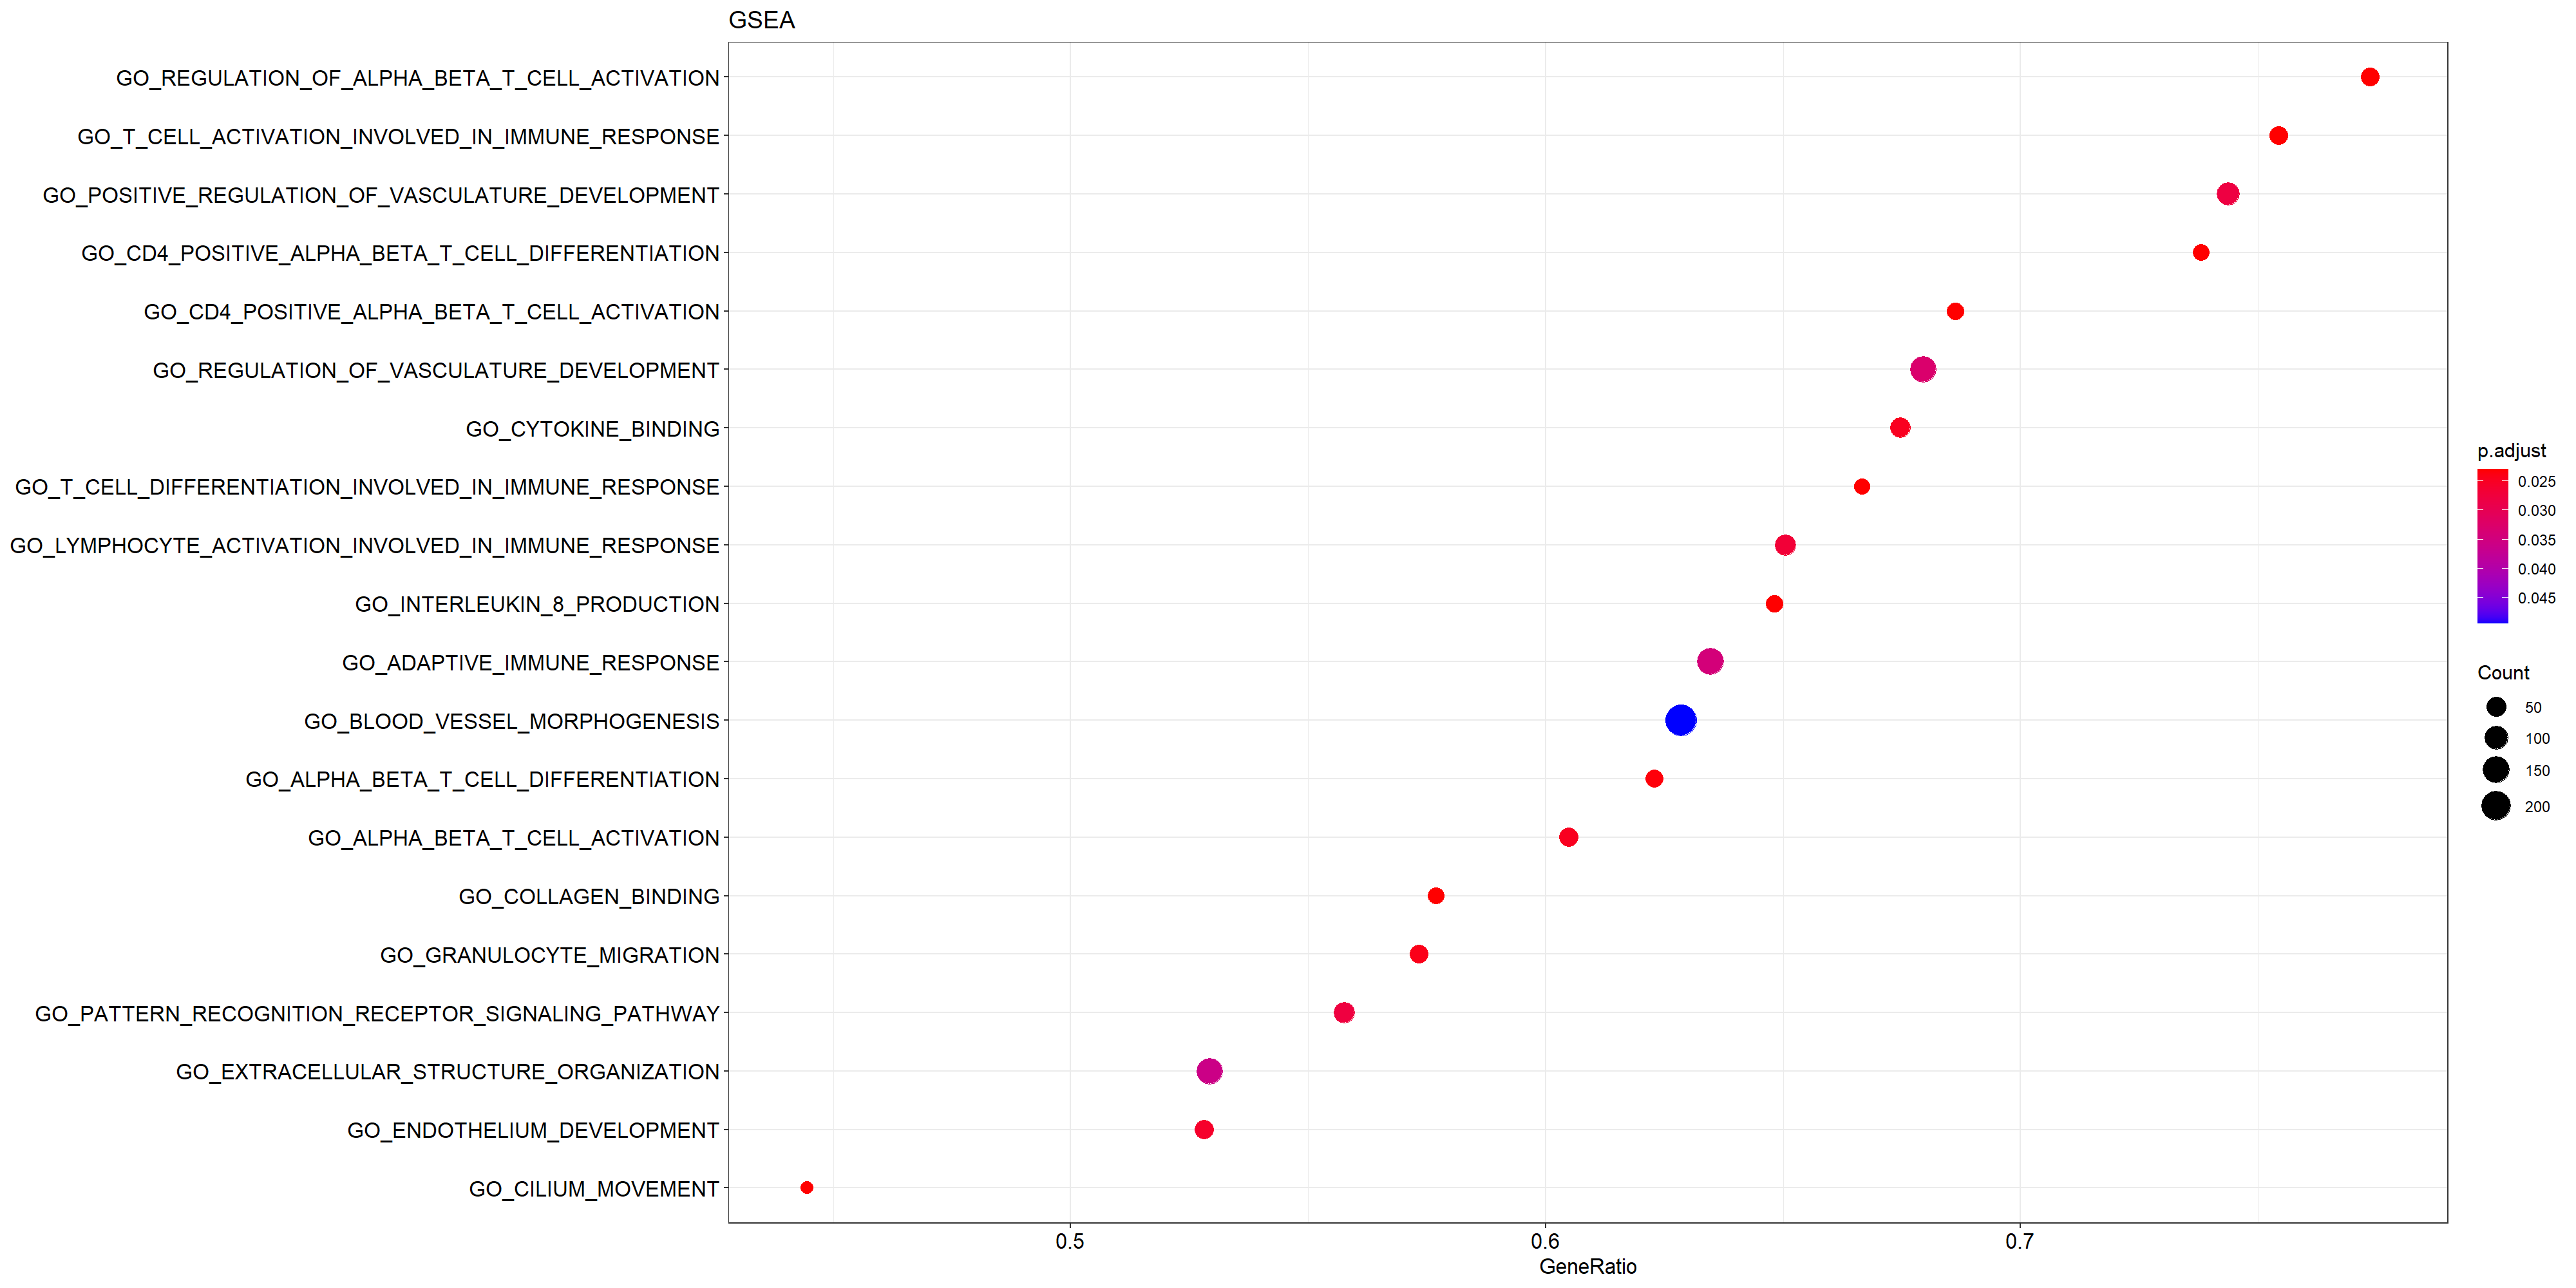 GSEA
GO_REGULATION_OF_ALPHA_BETA_T_CELL_ACTIVATION
GO_T_CELL_ACTIVATION_INVOLVED_IN_IMMUNE_RESPONSE
GO_POSITIVE_REGULATION_OF_VASCULATURE_DEVELOPMENT
GO_CD4_POSITIVE_ALPHA_BETA_T_CELL_DIFFERENTIATION
GO_CD4_POSITIVE_ALPHA_BETA_T_CELL_ACTIVATION
GO_REGULATION_OF_VASCULATURE_DEVELOPMENT
GO_CYTOKINE_BINDING
GO_T_CELL_DIFFERENTIATION_INVOLVED_IN_IMMUNE_RESPONSE
GO_LYMPHOCYTE_ACTIVATION_INVOLVED_IN_IMMUNE_RESPONSE
GO_INTERLEUKIN_8_PRODUCTION
GO_ADAPTIVE_IMMUNE_RESPONSE
GO_BLOOD_VESSEL_MORPHOGENESIS
GO_ALPHA_BETA_T_CELL_DIFFERENTIATION
GO_ALPHA_BETA_T_CELL_ACTIVATION
GO_COLLAGEN_BINDING
GO_GRANULOCYTE_MIGRATION
GO_PATTERN_RECOGNITION_RECEPTOR_SIGNALING_PATHWAY
GO_EXTRACELLULAR_STRUCTURE_ORGANIZATION
GO_ENDOTHELIUM_DEVELOPMENT
GO_CILIUM_MOVEMENT
0.5 0.6 0.7
GeneRatio
p.adjust
0.025
0.030
0.035
0.040
0.045
Count
50
100
150
200